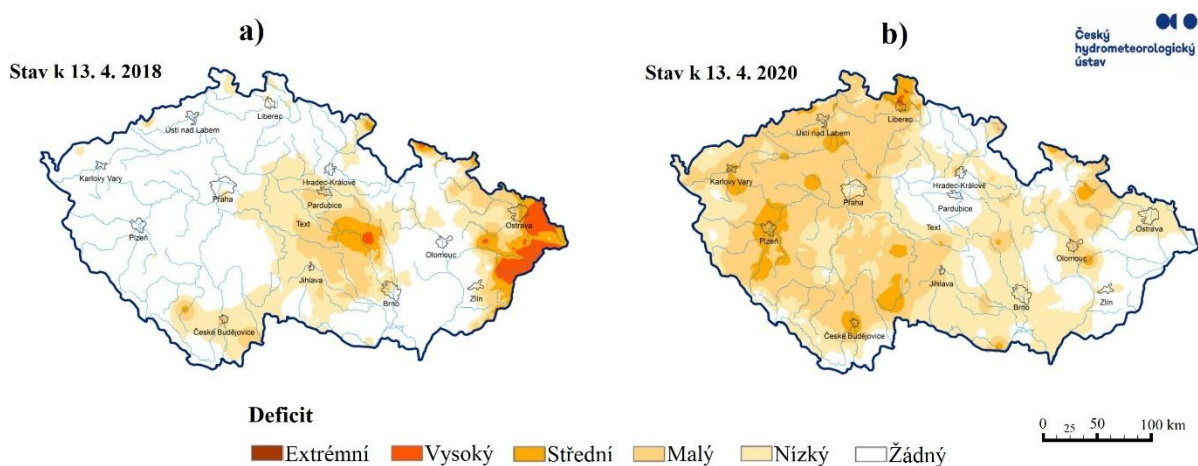 a)
Stav k 13. 4. 2018
Liberec
Ústí nad Labem
Karlovy Vary
Praha
Hradec-Králové
Pardubice
Text
Plzeň
Ostrava
Olomouc
Jihlava
Brno
Zlín
České Budějovice
b)
Stav k 13. 4. 2020
Český
hydrometeorologický
ústav
Liberec
Ústí nad Labem
Karlovy Vary
Praha
Hradec-Králové
Pardubice
Text
Plzeň
Ostrava
Olomouc
Jihlava
Brno
Zlín
České Budějovice
Deficit
Extrémní Vysoký Střední Malý Nízký Žádný
0 25 50 100 km